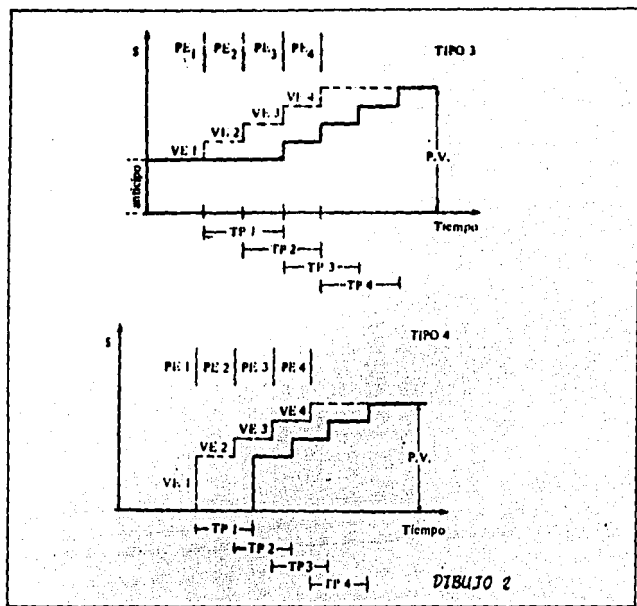 $ PE1 PE2 PE3 PE4 TIPO 3
VE 4
VE 3
VE 2
VE 1
P.V.
anticipo
Tiempo
TP 1
TP 2
TP 3
TP 4
$ TIPO 4
PE 1 PE 2 PE 3 PE 4
VE 4
VE 3
VE 2
P.V.
VE 1
TP 1 Tiempo
TP 2
TP 3
TP 4 DIBUJO 2